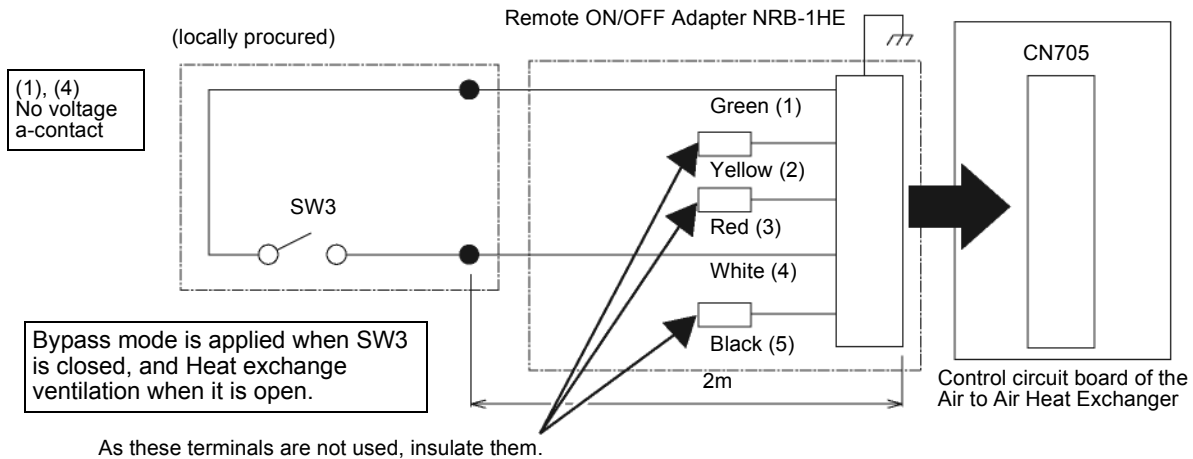 Remote ON/OFF Adapter NRB-1HE
(locally procured)
CN705
(1), (4)
No voltage
a-contact
Green (1)
Yellow (2)
SW3
Red (3)
White (4)
Black (5)
Bypass mode is applied when SW3
is closed, and Heat exchange
ventilation when it is open.
2m
Control circuit board of the
Air to Air Heat Exchanger
As these terminals are not used, insulate them.